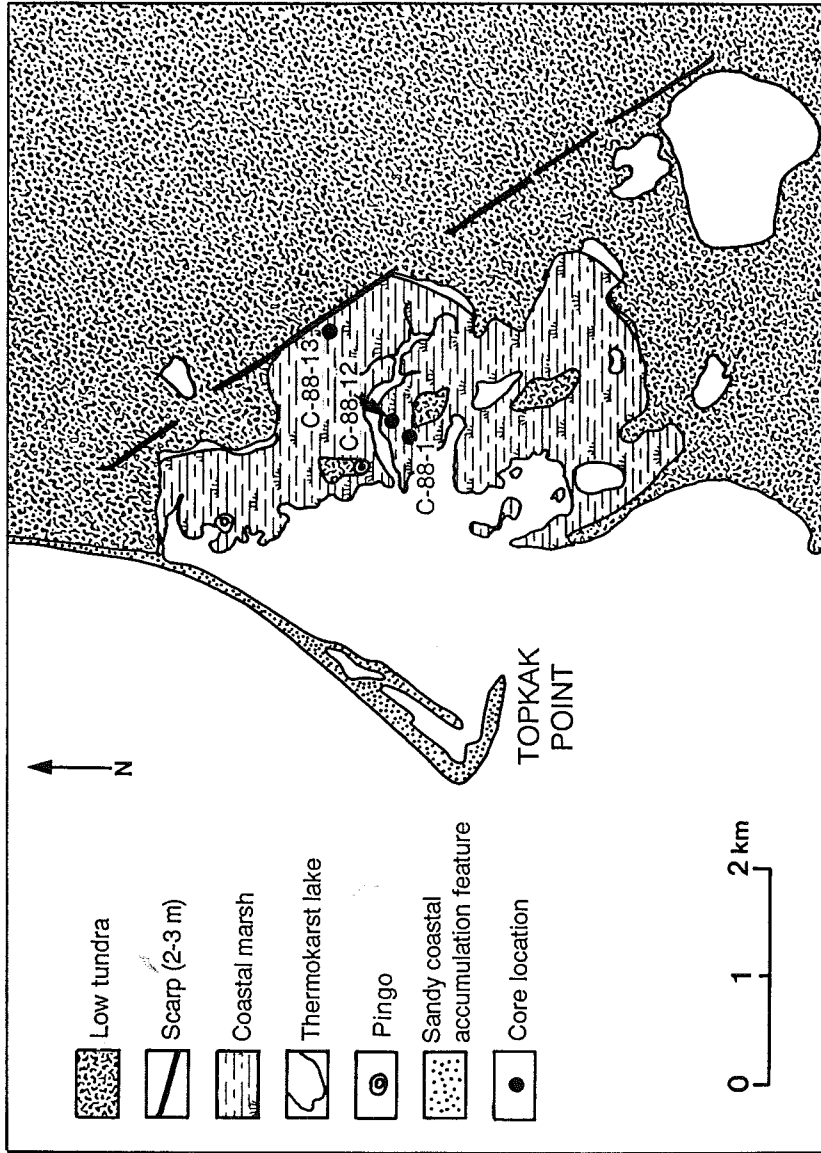 Low tundra
Scarp (2-3 m)
Coastal marsh
Thermokarst lake
Pingo
Sandy coastal
accumulation feature
Core location
N
TOPKAK
POINT
C-88-13
C-88-12
C-88-1
0 1 2 km